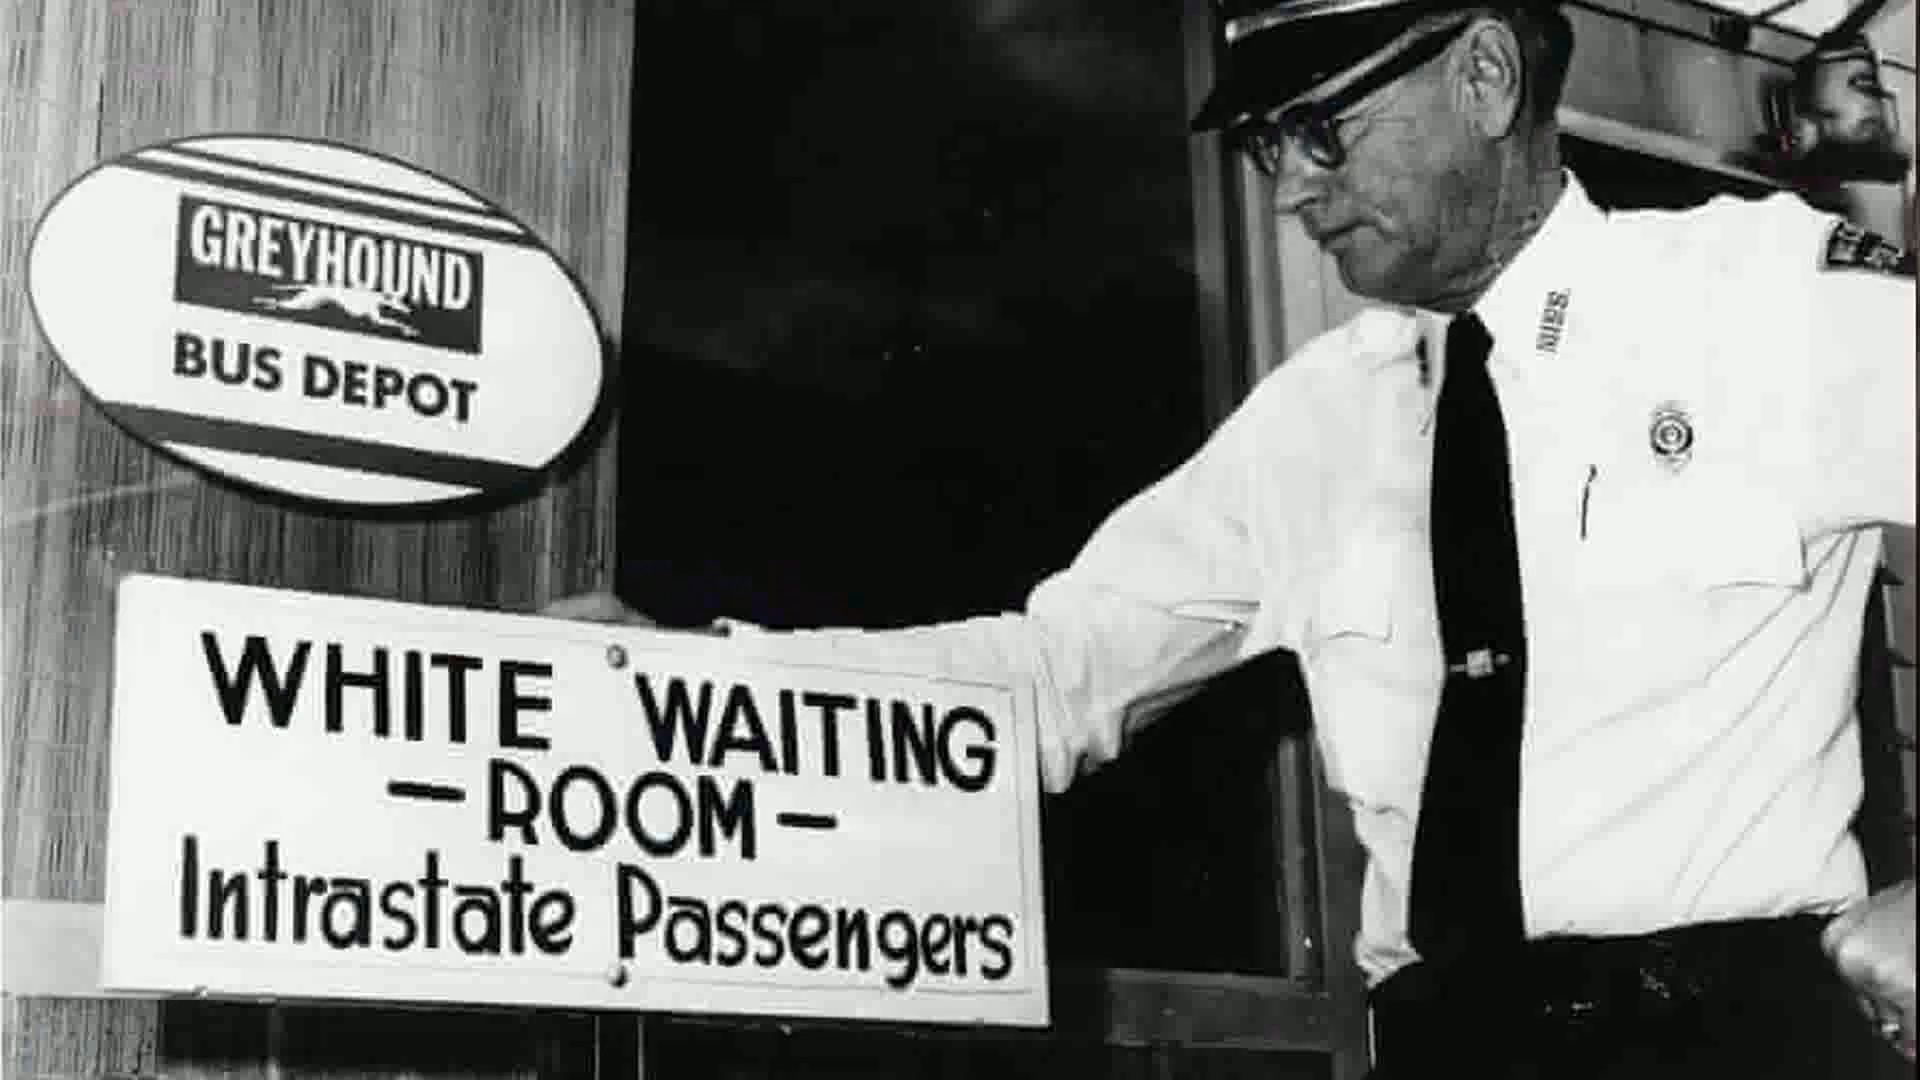 GREYHOUND
BUS DEPOT
WHITE WAITING
- ROOM -
Intrastate Passengers